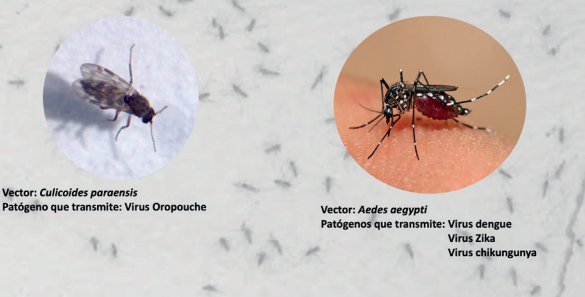 Vector: Culicoides paraensis
Patógeno que transmite: Virus Oropouche
Vector: Aedes aegypti
Patógenos que transmite: Virus dengue
Virus Zika
Virus chikungunya